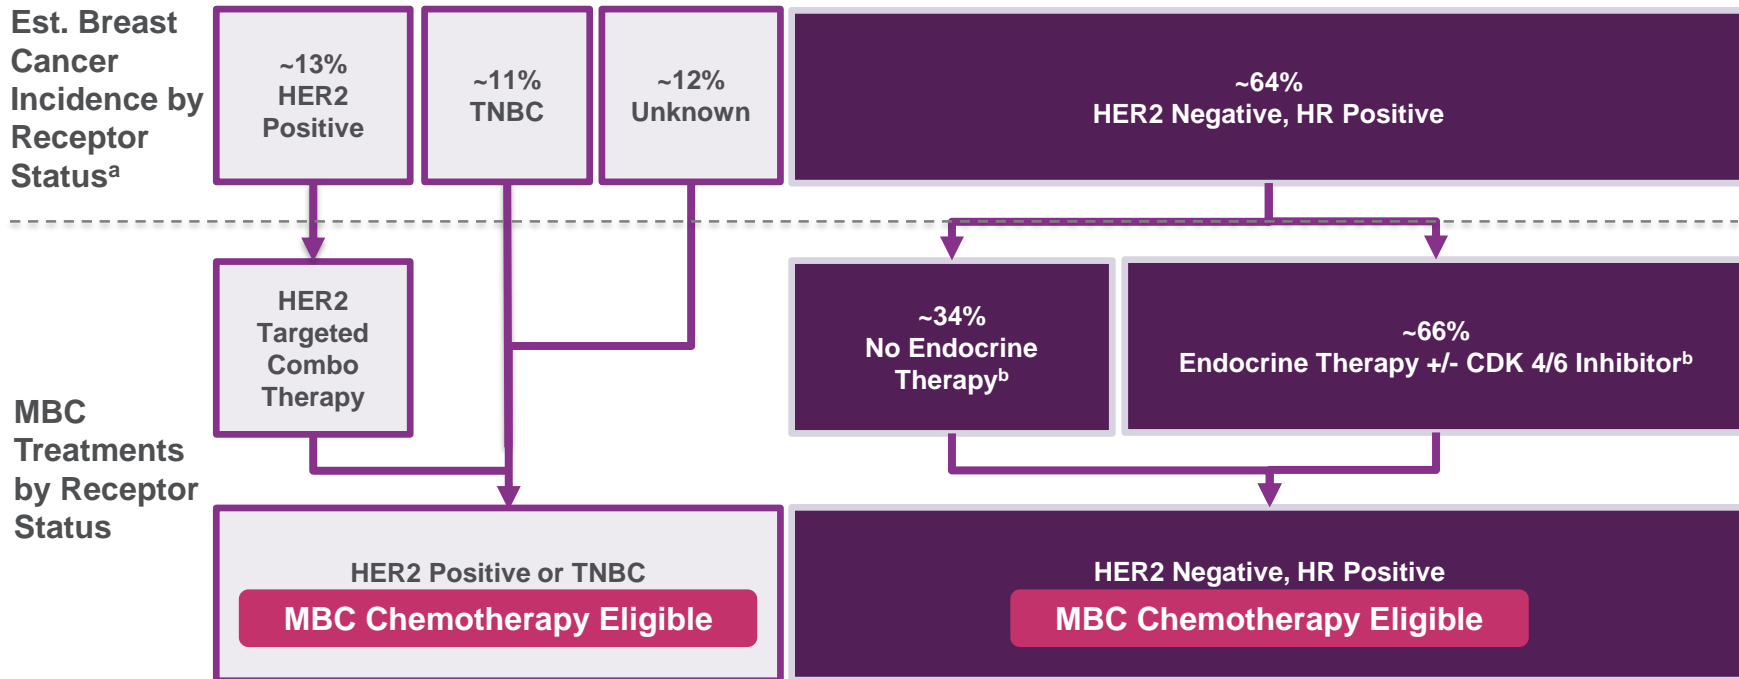 Est. Breast
Cancer
Incidence by
Receptor
Statusᵃ
~13%
HER2
Positive
~11%
TNBC
~12%
Unknown
~64%
HER2 Negative, HR Positive
MBC
Treatments
by Receptor
Status
HER2
Targeted
Combo
Therapy
~34%
No Endocrine
Therapyᵇ
~66%
Endocrine Therapy +/- CDK 4/6 Inhibitorᵇ
HER2 Positive or TNBC
MBC Chemotherapy Eligible
HER2 Negative, HR Positive
MBC Chemotherapy Eligible